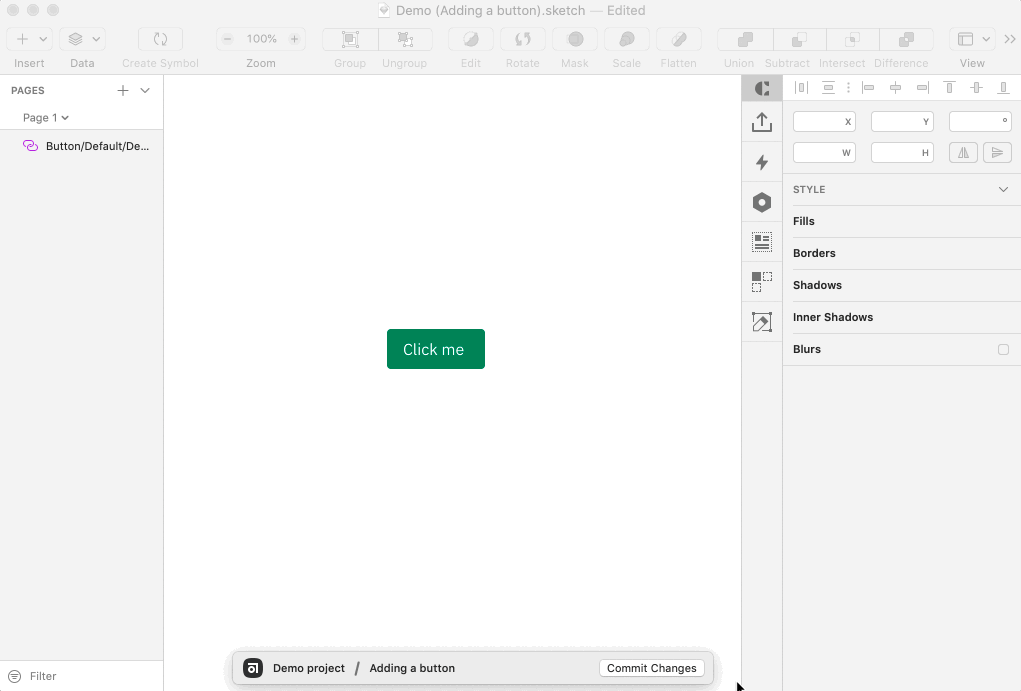 Demo (Adding a button).sketch — Edited
100%
Insert Data Create Symbol Zoom Group Ungroup Edit Rotate Mask Scale Flatten Union Subtract Intersect Difference View
PAGES
Page 1
Button/Default/De...
X Y °
W H
STYLE
Fills
Borders
Shadows
Inner Shadows
Blurs
Click me
Demo project / Adding a button Commit Changes
Filter